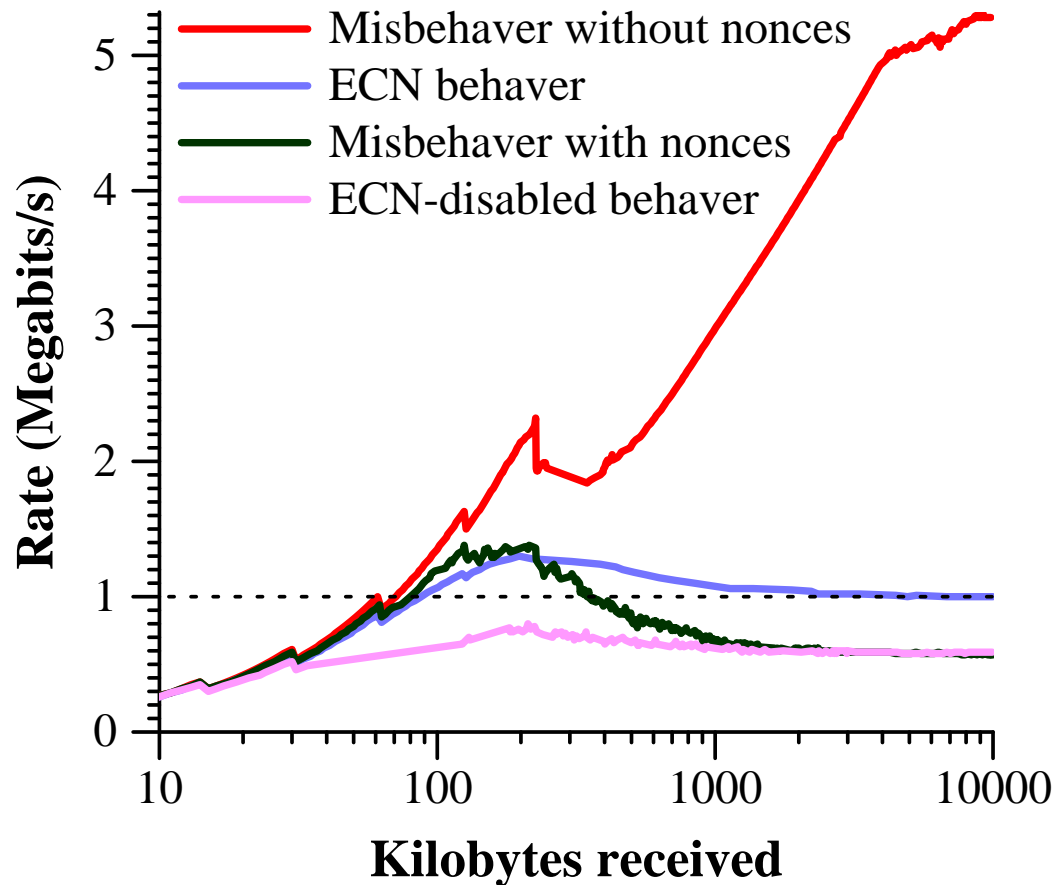 Misbehaver without nonces
ECN behaver
Misbehaver with nonces
ECN-disabled behaver
Rate (Megabits/s)
5
4
3
2
1
0
10 100 1000 10000
Kilobytes received